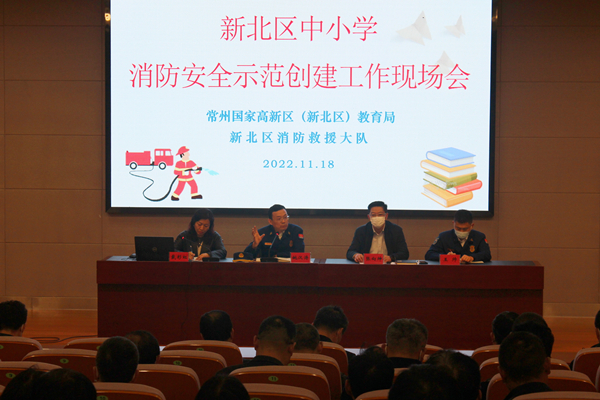 新北区中小学
消防安全示范创建工作现场会
常州国家高新区（新北区）教育局
新北区消防救援大队
2022.11.18